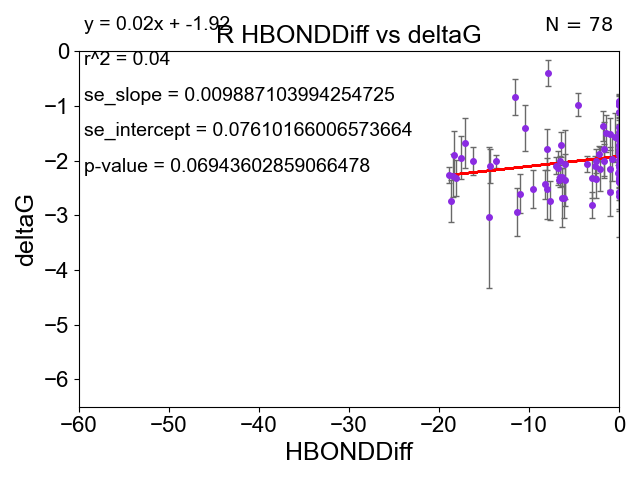 y = 0.02x + -1.92
N = 78
R HBONDDiff vs deltaG
r^2 = 0.04
se_slope = 0.009887103994254725
se_intercept = 0.07610166006573664
p-value = 0.06943602859066478
0
−1
−2
−3
−4
−5
−6
deltaG
−60 −50 −40 −30 −20 −10 0
HBONDDiff